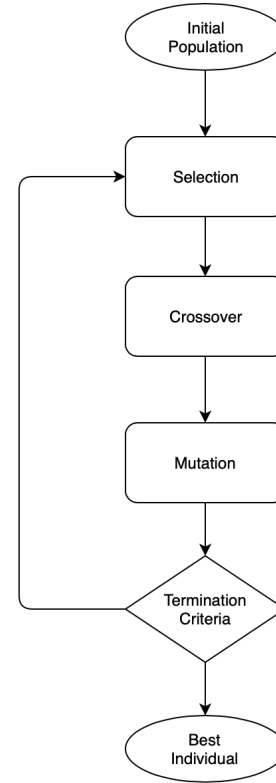 Initial
Population
Selection
Crossover
Mutation
Termination
Criteria
Best
Individual